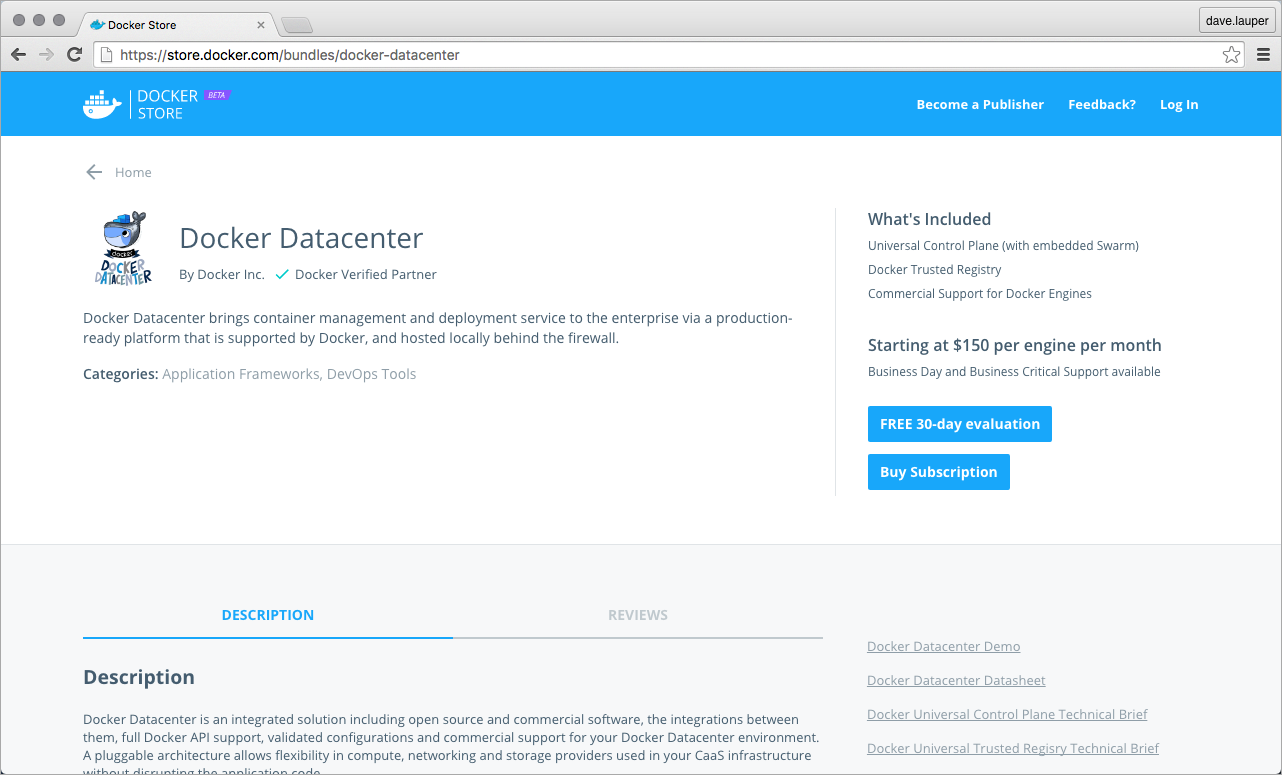 Docker Store
dave.lauper
https://store.docker.com/bundles/docker-datacenter
DOCKER BETA
STORE
Become a Publisher Feedback? Log In
Home
DOCKER
DOCKER
DATACENTER
Docker Datacenter
By Docker Inc. Docker Verified Partner
Docker Datacenter brings container management and deployment service to the enterprise via a production-
ready platform that is supported by Docker, and hosted locally behind the firewall.
Categories: Application Frameworks, DevOps Tools
What's Included
Universal Control Plane (with embedded Swarm)
Docker Trusted Registry
Commercial Support for Docker Engines
Starting at $150 per engine per month
Business Day and Business Critical Support available
FREE 30-day evaluation
Buy Subscription
DESCRIPTION REVIEWS
Description
Docker Datacenter is an integrated solution including open source and commercial software, the integrations between
them, full Docker API support, validated configurations and commercial support for your Docker Datacenter environment.
A pluggable architecture allows flexibility in compute, networking and storage providers used in your CaaS infrastructure
without disrupting the application code.
Docker Datacenter Demo
Docker Datacenter Datasheet
Docker Universal Control Plane Technical Brief
Docker Universal Trusted Regisry Technical Brief